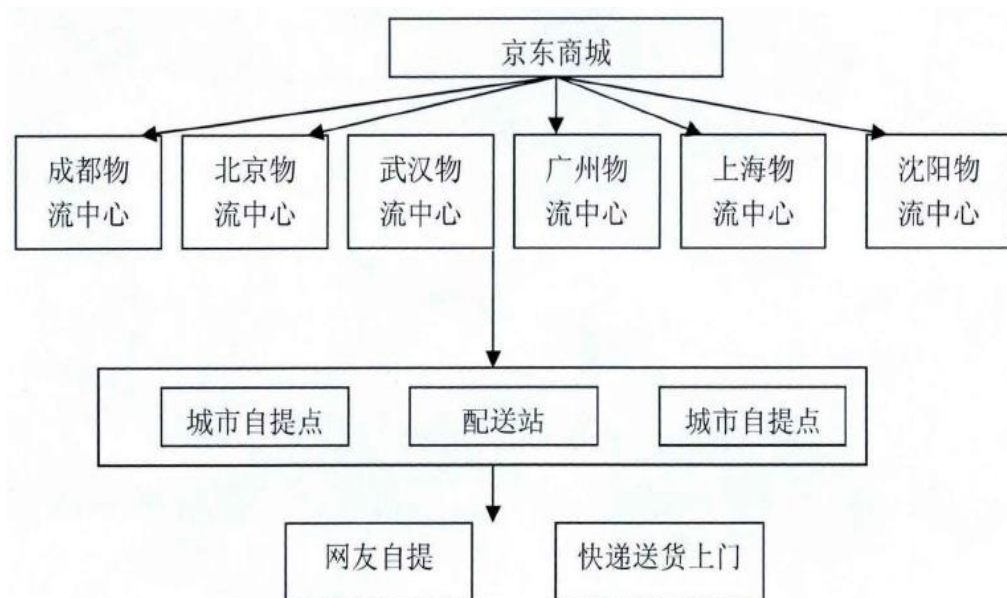 京东商城
成都物
流中心
北京物
流中心
武汉物
流中心
广州物
流中心
上海物
流中心
沈阳物
流中心
城市自提点
配送站
城市自提点
网友自提
快递送货上门